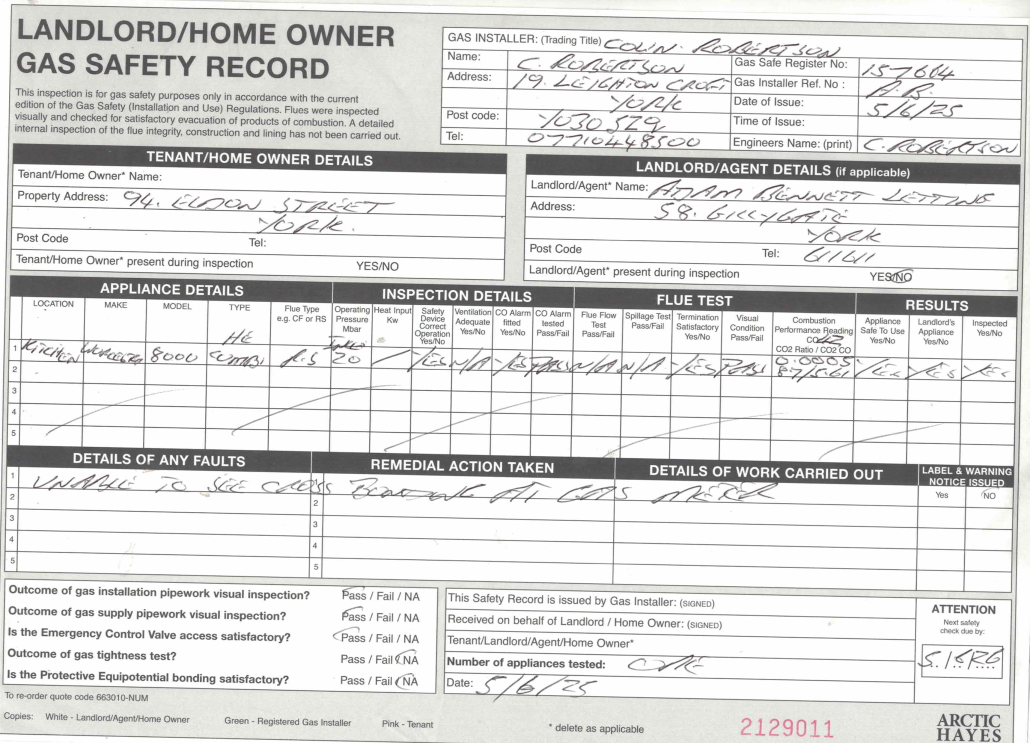 LANDLORD/HOME OWNER
GAS SAFETY RECORD
This inspection is for gas safety purposes only in accordance with the current
edition of the Gas Safety (Installation and Use) Regulations. Flues were inspected
visually and checked for satisfactory evacuation of products of combustion. A detailed
internal inspection of the flue integrity, construction and lining has not been carried out.
GAS INSTALLER: (Trading Title) COLIN. ROBERTSON
Name: C. ROBERTSON
Address: 19. LEIGHTON CROFT
YORK
Post code: YO30 5ZQ
Tel: 07710448500
Gas Safe Register No: 157664
Gas Installer Ref. No : A.B.
Date of Issue: 5/6/25
Time of Issue:
Engineers Name: (print) C. ROBERTSON
TENANT/HOME OWNER DETAILS
Tenant/Home Owner* Name:
Property Address: 94. ELDON STREET
YORK.
Post Code Tel:
Tenant/Home Owner* present during inspection YES/NO
LANDLORD/AGENT DETAILS (if applicable)
Landlord/Agent* Name: ADAM BENNETT LETTING
Address: 58. GILLYGATE
YORK
Post Code Tel: 611611
Landlord/Agent* present during inspection YES/NO
APPLIANCE DETAILS INSPECTION DETAILS FLUE TEST RESULTS
LOCATION
MAKE
MODEL
TYPE
Flue Type e.g. CF or RS
Operating Pressure Mbar
Heat Input Kw
Safety Device Correct Operation Yes/No
Ventilation Adequate Yes/No
CO Alarm fitted Yes/No
CO Alarm tested Pass/Fail
Flue Flow Test Pass/Fail
Spillage Test Pass/Fail
Termination Satisfactory Yes/No
Visual Condition Pass/Fail
Combustion Performance Reading CO2 Ratio / CO2 CO
Appliance Safe To Use Yes/No
Landlord's Appliance Yes/No
Inspected Yes/No
1 KITCHEN WORCESTER 8000 HE COMBI R.S 20 / YES N/A YES PASS N/A N/A YES PASS 0.0005 YES YES YES
2
3
4
5
DETAILS OF ANY FAULTS REMEDIAL ACTION TAKEN DETAILS OF WORK CARRIED OUT LABEL & WARNING NOTICE ISSUED
Yes NO
1 UNABLE TO SEE CROSS BONDING AT GAS METER
2 2
3 3
4 4
5 5
Outcome of gas installation pipework visual inspection? Pass / Fail / NA
Outcome of gas supply pipework visual inspection? Pass / Fail / NA
Is the Emergency Control Valve access satisfactory? Pass / Fail / NA
Outcome of gas tightness test? Pass / Fail / NA
Is the Protective Equipotential bonding satisfactory? Pass / Fail / NA
This Safety Record is issued by Gas Installer: (SIGNED)
Received on behalf of Landlord / Home Owner: (SIGNED)
Tenant/Landlord/Agent/Home Owner*
Number of appliances tested: ONE
Date: 5/6/25
ATTENTION
Next safety
check due by:
To re-order quote code 663010-NUM
Copies: White - Landlord/Agent/Home Owner Green - Registered Gas Installer Pink - Tenant
* delete as applicable
2129011
ARCTIC
HAYES